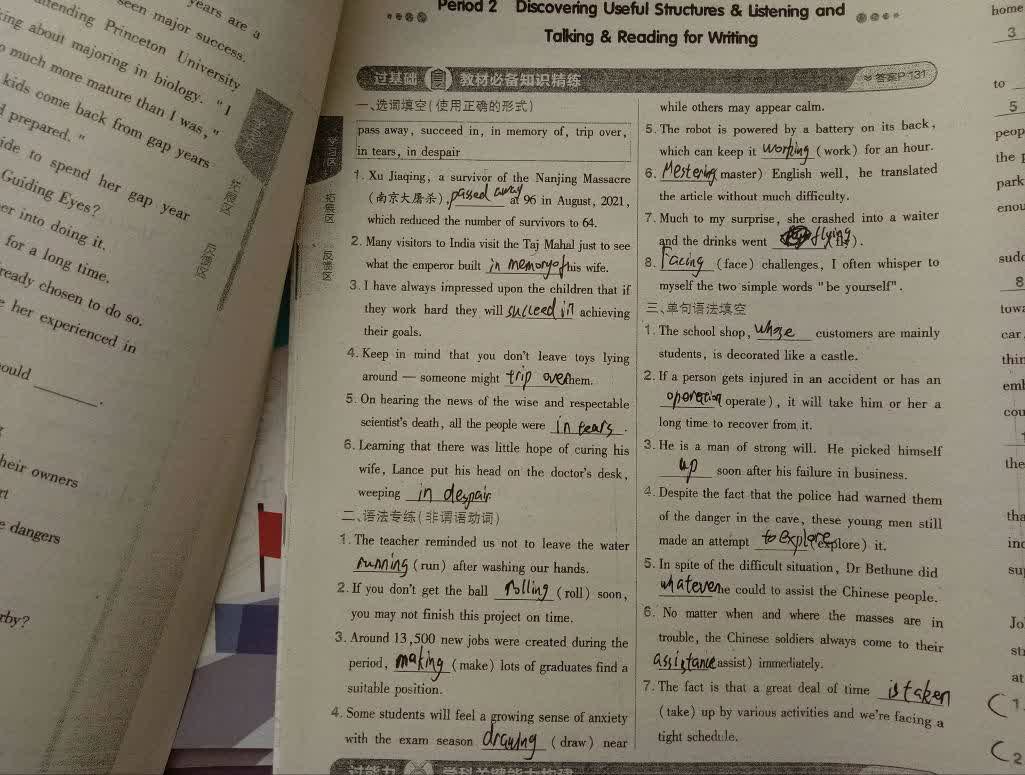 years are a
seen major success.
attending Princeton University
king about majoring in biology. "I
much more mature than I was,"
kids come back from gap years
prepared."
ide to spend her gap year
Guiding Eyes?
er into doing it.
for a long time.
ready chosen to do so.
e her experienced in
ould ______.
heir owners
rt
e dangers
rby?
学习区
拓展区
反馈区
Period 2 Discovering Useful Structures & Listening and
Talking & Reading for Writing
过基础 教材必备知识精练
答案P131
一、选词填空(使用正确的形式)
pass away, succeed in, in memory of, trip over,
in tears, in despair
1. Xu Jiaqing, a survivor of the Nanjing Massacre
(南京大屠杀), passed away at 96 in August, 2021,
which reduced the number of survivors to 64.
2. Many visitors to India visit the Taj Mahal just to see
what the emperor built in memory of his wife.
3. I have always impressed upon the children that if
they work hard they will succeed in achieving
their goals.
4. Keep in mind that you don't leave toys lying
around — someone might trip over them.
5. On hearing the news of the wise and respectable
scientist's death, all the people were in tears.
6. Learning that there was little hope of curing his
wife, Lance put his head on the doctor's desk,
weeping in despair.
二、语法专练(非谓语动词)
1. The teacher reminded us not to leave the water
running (run) after washing our hands.
2. If you don't get the ball rolling (roll) soon,
you may not finish this project on time.
3. Around 13,500 new jobs were created during the
period, making (make) lots of graduates find a
suitable position.
4. Some students will feel a growing sense of anxiety
with the exam season drawing (draw) near
while others may appear calm.
5. The robot is powered by a battery on its back,
which can keep it working (work) for an hour.
6. Mestering (master) English well, he translated
the article without much difficulty.
7. Much to my surprise, she crashed into a waiter
and the drinks went flying (fly).
8. Facing (face) challenges, I often whisper to
myself the two simple words "be yourself".
三、单句语法填空
1. The school shop, whose customers are mainly
students, is decorated like a castle.
2. If a person gets injured in an accident or has an
operation (operate), it will take him or her a
long time to recover from it.
3. He is a man of strong will. He picked himself
up soon after his failure in business.
4. Despite the fact that the police had warned them
of the danger in the cave, these young men still
made an attempt to explore (explore) it.
5. In spite of the difficult situation, Dr Bethune did
whatever he could to assist the Chinese people.
6. No matter when and where the masses are in
trouble, the Chinese soldiers always come to their
assistance (assist) immediately.
7. The fact is that a great deal of time is taken
(take) up by various activities and we're facing a
tight schedule.
home
3
to
5
peop
the p
park
enou
sudd
8
towa
car
thin
emb
cou
the
tha
inc
su
Jo
st
at
1
2